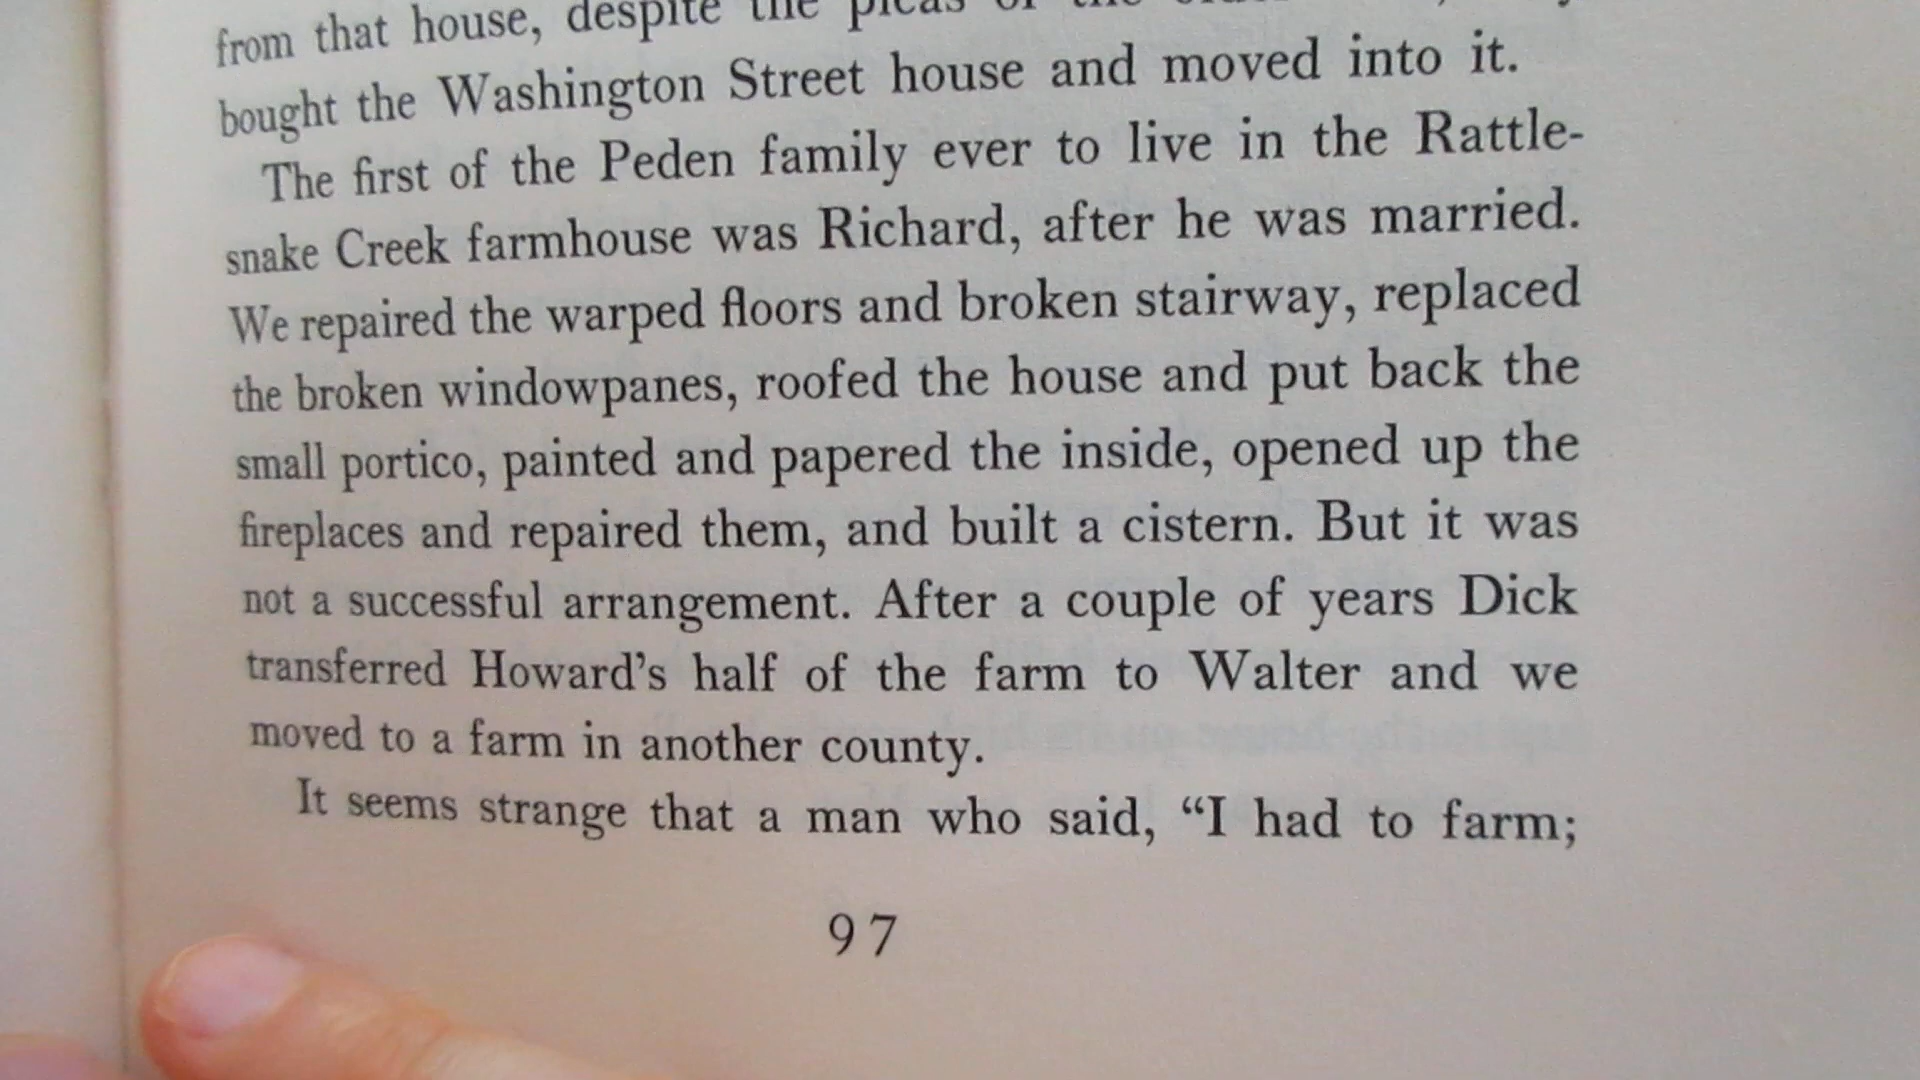 from that house, despite the pleas of the
bought the Washington Street house and moved into it.
The first of the Peden family ever to live in the Rattle-
snake Creek farmhouse was Richard, after he was married.
We repaired the warped floors and broken stairway, replaced
the broken windowpanes, roofed the house and put back the
small portico, painted and papered the inside, opened up the
fireplaces and repaired them, and built a cistern. But it was
not a successful arrangement. After a couple of years Dick
transferred Howard’s half of the farm to Walter and we
moved to a farm in another county.
It seems strange that a man who said, “I had to farm;
97